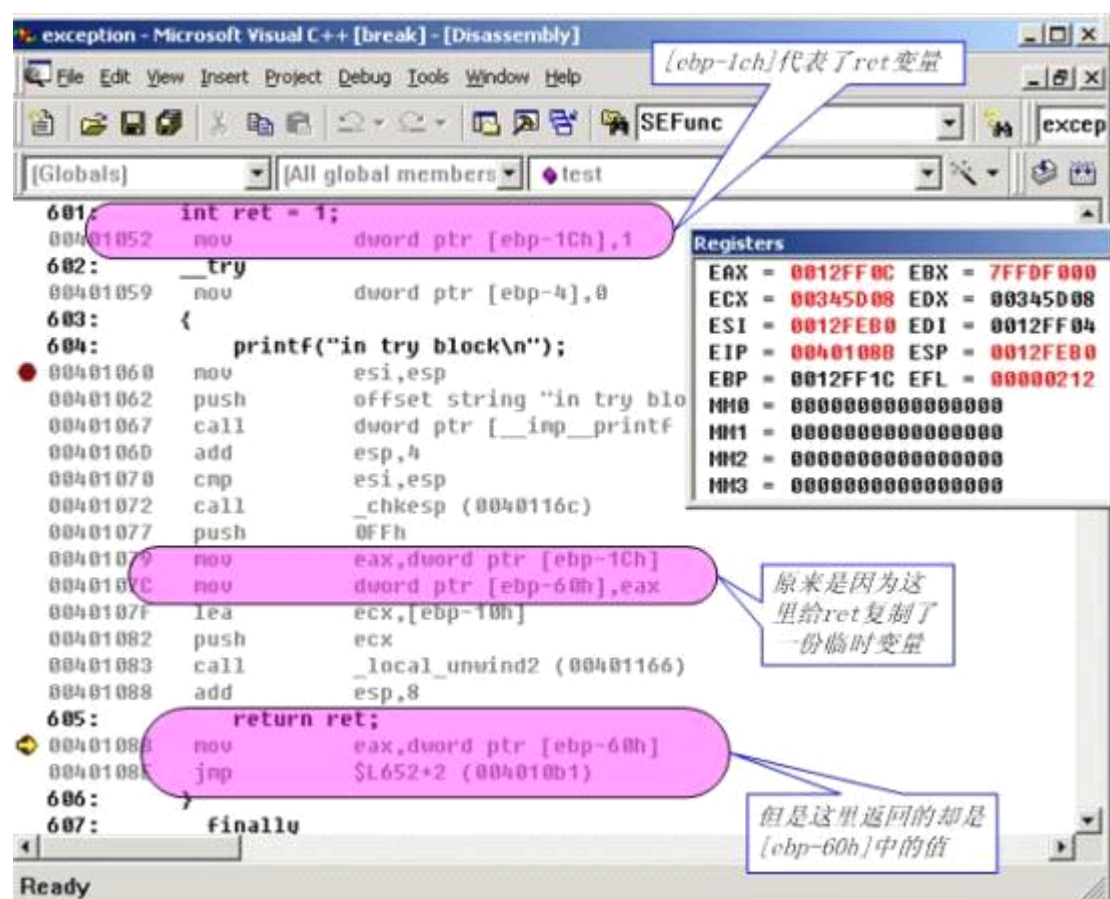 exception - Microsoft Visual C++ [break] - [Disassembly]
File Edit View Insert Project Debug Tools Window Help
[ebp-1ch]代表了ret变量
SEFunc
excep
(Globals)
(All global members
test
601: int ret = 1;
00401052 mov dword ptr [ebp-1Ch],1
602: __try
00401059 mov dword ptr [ebp-4],0
603: {
604: printf("in try block\n");
00401060 mov esi,esp
00401062 push offset string "in try blo
00401067 call dword ptr [__imp__printf
0040106D add esp,4
00401070 cmp esi,esp
00401072 call _chkesp (0040116c)
00401077 push 0FFh
00401079 mov eax,dword ptr [ebp-1Ch]
0040107C mov dword ptr [ebp-60h],eax
0040107F lea ecx,[ebp-10h]
00401082 push ecx
00401083 call _local_unwind2 (00401166)
00401088 add esp,8
605: return ret;
0040108B mov eax,dword ptr [ebp-60h]
0040108E jmp $L652+2 (004010b1)
606: }
607: finally
Registers
EAX = 0012FF0C EBX = 7FFDF000
ECX = 00345D08 EDX = 00345D08
ESI = 0012FEB0 EDI = 0012FF04
EIP = 0040108B ESP = 0012FEB0
EBP = 0012FF1C EFL = 00000212
MM0 = 0000000000000000
MM1 = 0000000000000000
MM2 = 0000000000000000
MM3 = 0000000000000000
原来是因为这
里给ret复制了
一份临时变量
但是这里返回的却是
[ebp-60h]中的值
Ready